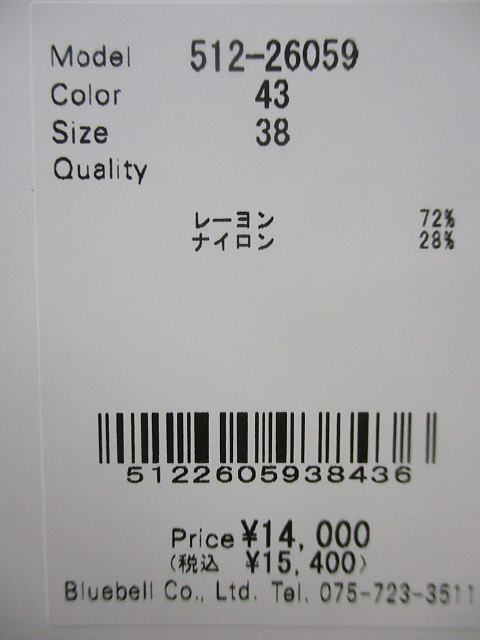 Model 512-26059
Color 43
Size 38
Quality
レーヨン 72%
ナイロン 28%
5122605938436
Price ¥14,000
(税込 ¥15,400)
Bluebell Co., Ltd. Tel. 075-723-3511